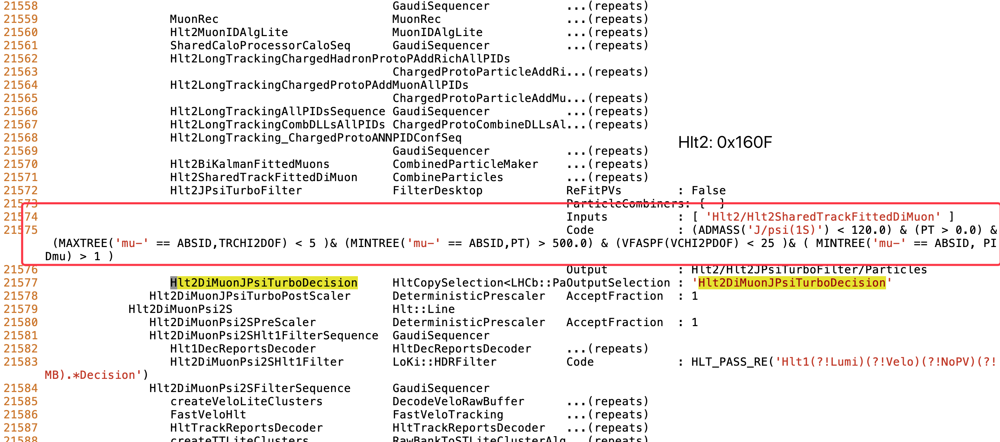 21558 GaudiSequencer ...(repeats)
21559 MuonRec MuonRec ...(repeats)
21560 Hlt2MuonIDAlgLite MuonIDAlgLite ...(repeats)
21561 SharedCaloProcessorCaloSeq GaudiSequencer ...(repeats)
21562 Hlt2LongTrackingChargedHadronProtoPAddRichAllPIDs
21563 ChargedProtoParticleAddRi...(repeats)
21564 Hlt2LongTrackingChargedProtoPAddMuonAllPIDs
21565 ChargedProtoParticleAddMu...(repeats)
21566 Hlt2LongTrackingAllPIDsSequence GaudiSequencer ...(repeats)
21567 Hlt2LongTrackingCombDLLsAllPIDs ChargedProtoCombineDLLsAl...(repeats)
21568 Hlt2LongTracking_ChargedProtoANNPIDConfSeq
Hlt2: 0x160F
21569 GaudiSequencer ...(repeats)
21570 Hlt2BiKalmanFittedMuons CombinedParticleMaker ...(repeats)
21571 Hlt2SharedTrackFittedDiMuon CombineParticles ...(repeats)
21572 Hlt2JPsiTurboFilter FilterDesktop ReFitPVs : False
21573 ParticleCombiners: { }
21574 Inputs : [ 'Hlt2/Hlt2SharedTrackFittedDiMuon' ]
21575 Code : (ADMASS('J/psi(1S)') < 120.0) & (PT > 0.0) &
(MAXTREE('mu-' == ABSID,TRCHI2DOF) < 5 )& (MINTREE('mu-' == ABSID,PT) > 500.0) & (VFASPF(VCHI2PDOF) < 25 )& ( MINTREE('mu-' == ABSID, PI
Dmu) > 1 )
21576 Output : Hlt2/Hlt2JPsiTurboFilter/Particles
21577 Hlt2DiMuonJPsiTurboDecision HltCopySelection<LHCb::PaOutputSelection : 'Hlt2DiMuonJPsiTurboDecision'
21578 Hlt2DiMuonJPsiTurboPostScaler DeterministicPrescaler AcceptFraction : 1
21579 Hlt2DiMuonPsi2S Hlt::Line
21580 Hlt2DiMuonPsi2SPreScaler DeterministicPrescaler AcceptFraction : 1
21581 Hlt2DiMuonPsi2SHlt1FilterSequence GaudiSequencer
21582 Hlt1DecReportsDecoder HltDecReportsDecoder ...(repeats)
21583 Hlt2DiMuonPsi2SHlt1Filter LoKi::HDRFilter Code : HLT_PASS_RE('Hlt1(?!Lumi)(?!Velo)(?!NoPV)(?!
MB).*Decision')
21584 Hlt2DiMuonPsi2SFilterSequence GaudiSequencer
21585 createVeloLiteClusters DecodeVeloRawBuffer ...(repeats)
21586 FastVeloHlt FastVeloTracking ...(repeats)
21587 HltTrackReportsDecoder HltTrackReportsDecoder ...(repeats)
21588 createTTLiteClusters RawBankToSTLiteClusterAlg...(repeats)